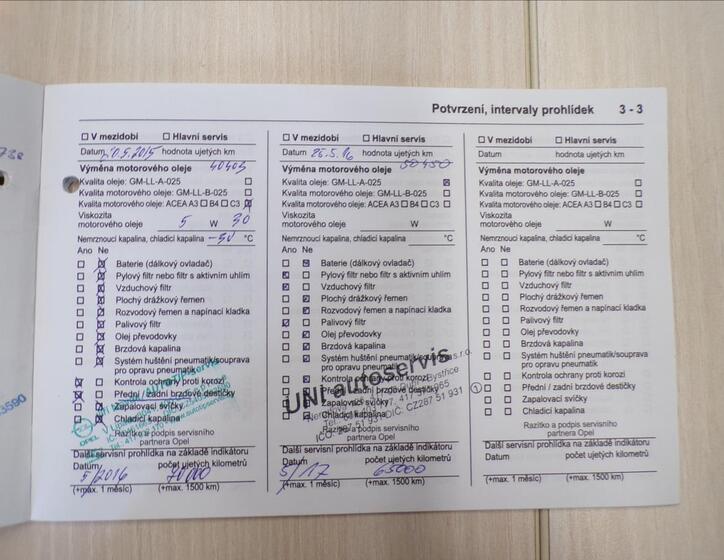 Potvrzení, intervaly prohlídek 3 - 3
V mezidobí Hlavní servis
Datum 20.5.2015 hodnota ujetých km
Výměna motorového oleje 40403
Kvalita oleje: GM-LL-A-025
Kvalita motorového oleje: GM-LL-B-025
Kvalita motorového oleje: ACEA A3 B4 C3
Viskozita
motorového oleje 5 W 30
Nemrznoucí kapalina, chladicí kapalina -30 °C
Ano Ne
Baterie (dálkový ovladač)
Pylový filtr nebo filtr s aktivním uhlím
Vzduchový filtr
Plochý drážkový řemen
Rozvodový řemen a napínací kladka
Palivový filtr
Olej převodovky
Brzdová kapalina
Systém huštění pneumatik/souprava
pro opravu pneumatik
Kontrola ochrany proti korozi
Přední / zadní brzdové destičky
Zapalovací svíčky
Chladicí kapalina
OPEL
Razítko a podpis servisního
partnera Opel
Další servisní prohlídka na základě indikátoru
Datum počet ujetých kilometrů
5/2016 70000
(+max. 1 měsíc) (+max. 1500 km)
V mezidobí Hlavní servis
Datum 26.5.16 hodnota ujetých km
Výměna motorového oleje 50450
Kvalita oleje: GM-LL-A-025
Kvalita motorového oleje: GM-LL-B-025
Kvalita motorového oleje: ACEA A3 B4 C3
Viskozita
motorového oleje W
Nemrznoucí kapalina, chladicí kapalina °C
Ano Ne
Baterie (dálkový ovladač)
Pylový filtr nebo filtr s aktivním uhlím
Vzduchový filtr
Plochý drážkový řemen
Rozvodový řemen a napínací kladka
Palivový filtr
Olej převodovky
Brzdová kapalina
Systém huštění pneumatik/souprava
pro opravu pneumatik
Kontrola ochrany proti korozi
Přední / zadní brzdové destičky
Zapalovací svíčky
Chladicí kapalina
UNI autoservis s.r.o.
Razítko a podpis servisního
partnera Opel
Další servisní prohlídka na základě indikátoru
Datum počet ujetých kilometrů
5/17 65000
(+max. 1 měsíc) (+max. 1500 km)
V mezidobí Hlavní servis
Datum hodnota ujetých km
Výměna motorového oleje
Kvalita oleje: GM-LL-A-025
Kvalita motorového oleje: GM-LL-B-025
Kvalita motorového oleje: ACEA A3 B4 C3
Viskozita
motorového oleje W
Nemrznoucí kapalina, chladicí kapalina °C
Ano Ne
Baterie (dálkový ovladač)
Pylový filtr nebo filtr s aktivním uhlím
Vzduchový filtr
Plochý drážkový řemen
Rozvodový řemen a napínací kladka
Palivový filtr
Olej převodovky
Brzdová kapalina
Systém huštění pneumatik/souprava
pro opravu pneumatik
Kontrola ochrany proti korozi
1 Přední / zadní brzdové destičky
Zapalovací svíčky
Chladicí kapalina
Razítko a podpis servisního
partnera Opel
Další servisní prohlídka na základě indikátoru
Datum počet ujetých kilometrů
(+max. 1 měsíc) (+max. 1500 km)